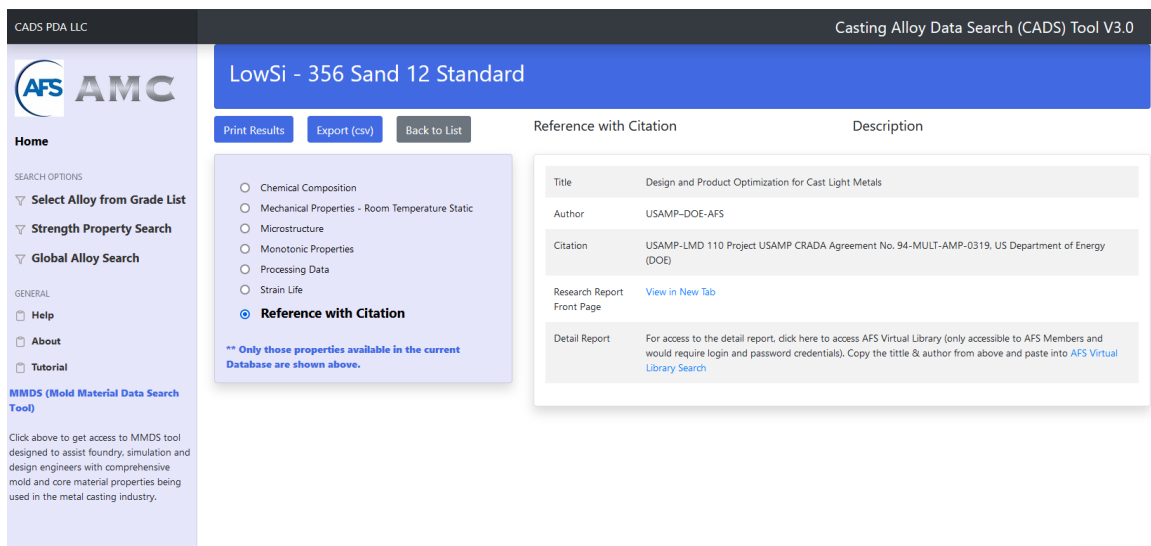 CADS PDA LLC
Casting Alloy Data Search (CADS) Tool V3.0
AFS AMC
Home
SEARCH OPTIONS
Select Alloy from Grade List
Strength Property Search
Global Alloy Search
GENERAL
Help
About
Tutorial
MMDS (Mold Material Data Search
Tool)
Click above to get access to MMDS tool
designed to assist foundry, simulation and
design engineers with comprehensive
mold and core material properties being
used in the metal casting industry.
LowSi - 356 Sand 12 Standard
Print Results
Export (csv)
Back to List
Reference with Citation
Description
Chemical Composition
Mechanical Properties - Room Temperature Static
Microstructure
Monotonic Properties
Processing Data
Strain Life
Reference with Citation
** Only those properties available in the current
Database are shown above.
Title Design and Product Optimization for Cast Light Metals
Author USAMP–DOE-AFS
Citation USAMP-LMD 110 Project USAMP CRADA Agreement No. 94-MULT-AMP-0319, US Department of Energy
(DOE)
Research Report View in New Tab
Front Page
Detail Report For access to the detail report, click here to access AFS Virtual Library (only accessible to AFS Members and
would require login and password credentials). Copy the tittle & author from above and paste into AFS Virtual
Library Search